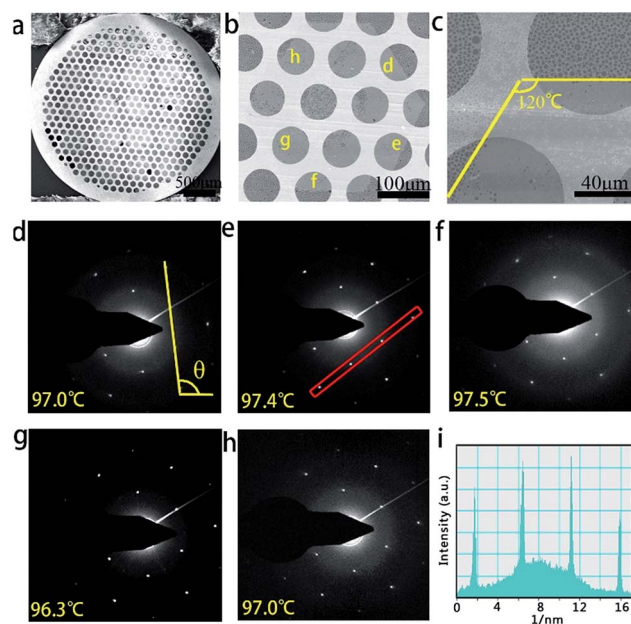 a
500μm
b
h
d
g
e
f
100μm
c
120℃
40μm
d
θ
97.0℃
e
97.4℃
f
97.5℃
g
96.3℃
h
97.0℃
i
Intensity (a.u.)
0 4 8 12 16
1/nm